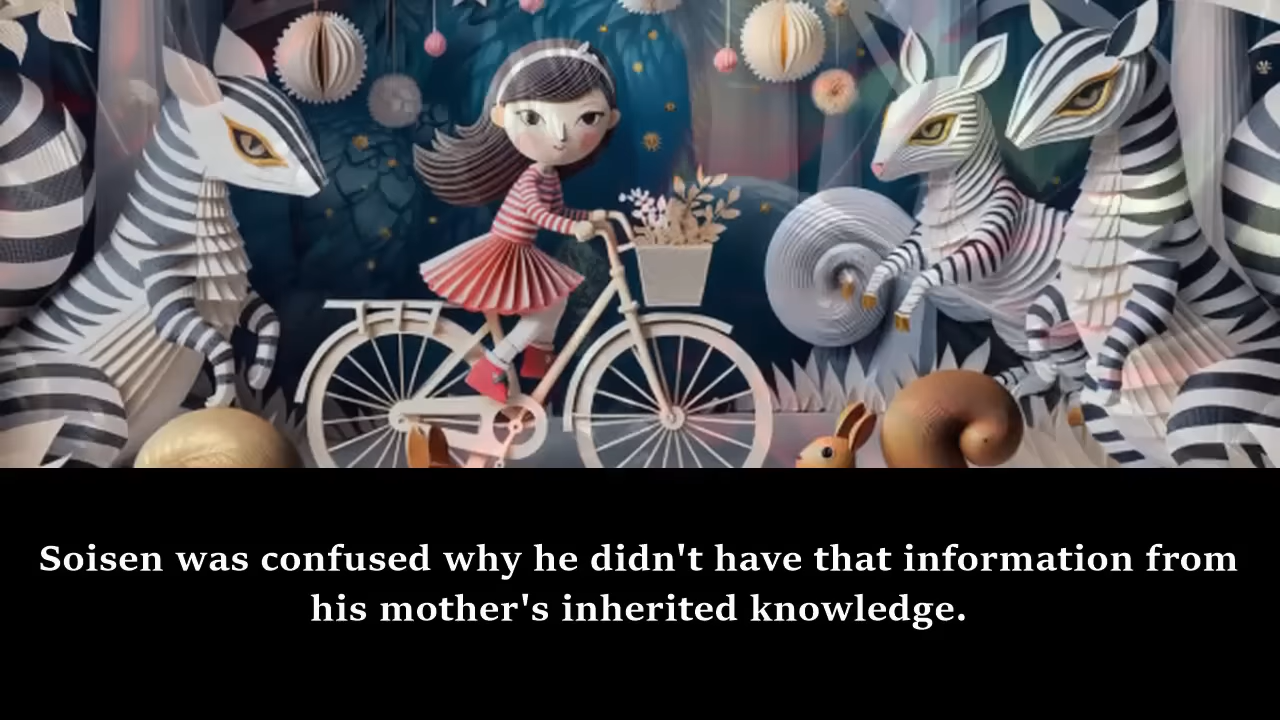 Soisen was confused why he didn't have that information from
his mother's inherited knowledge.